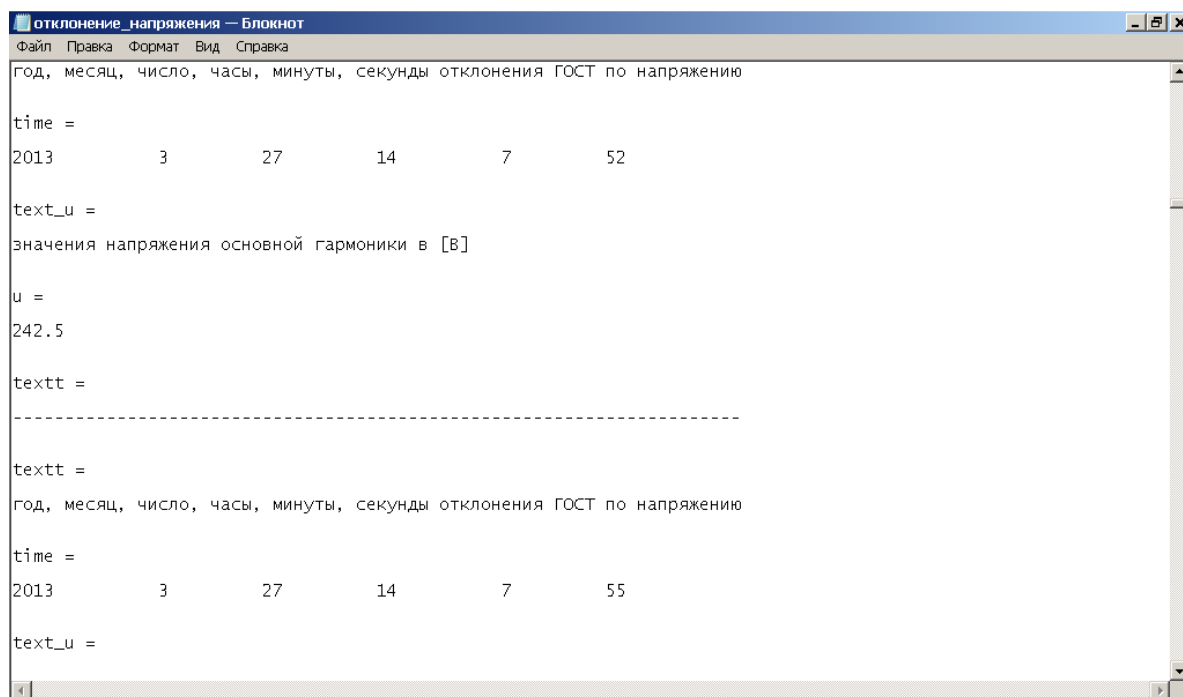 отклонение_напряжения — Блокнот
Файл Правка Формат Вид Справка
год, месяц, число, часы, минуты, секунды отклонения ГОСТ по напряжению
time =
2013 3 27 14 7 52
text_u =
значения напряжения основной гармоники в [В]
u =
242.5
textt =
----------------------------------------------------------------------
textt =
год, месяц, число, часы, минуты, секунды отклонения ГОСТ по напряжению
time =
2013 3 27 14 7 55
text_u =